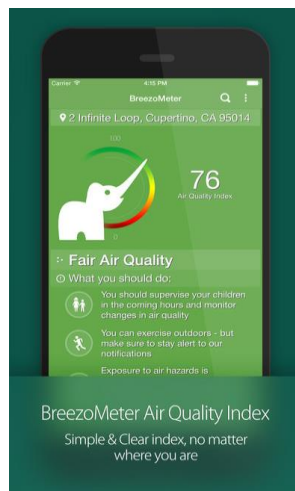 Carrier 4:15 PM
BreezoMeter
2 Infinite Loop, Cupertino, CA 95014
100
76
Air Quality Index
0
Fair Air Quality
What you should do:
You should supervise your children
in the coming hours and monitor
changes in air quality
You can exercise outdoors - but
make sure to stay alert to our
notifications
Exposure to air hazards is
BreezoMeter Air Quality Index
Simple & Clear index, no matter
where you are